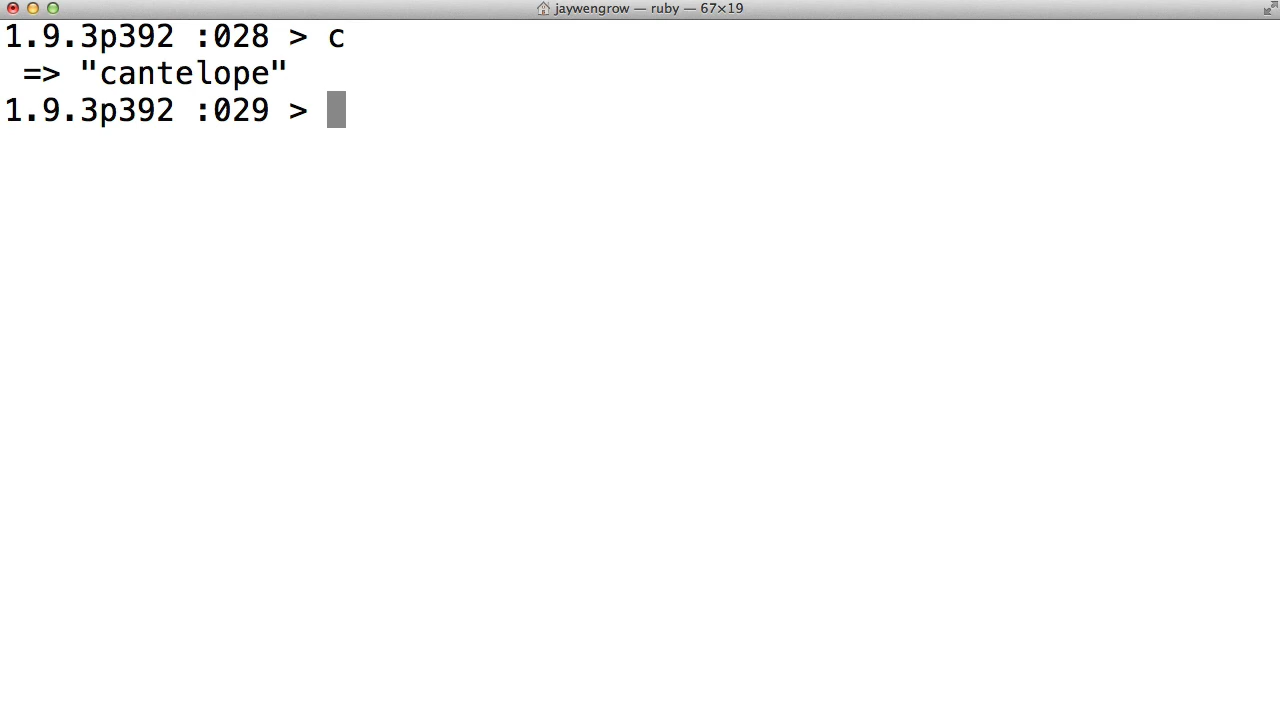 jaywengrow — ruby — 67×19
1.9.3p392 :028 > c
 => "cantelope"
1.9.3p392 :029 >